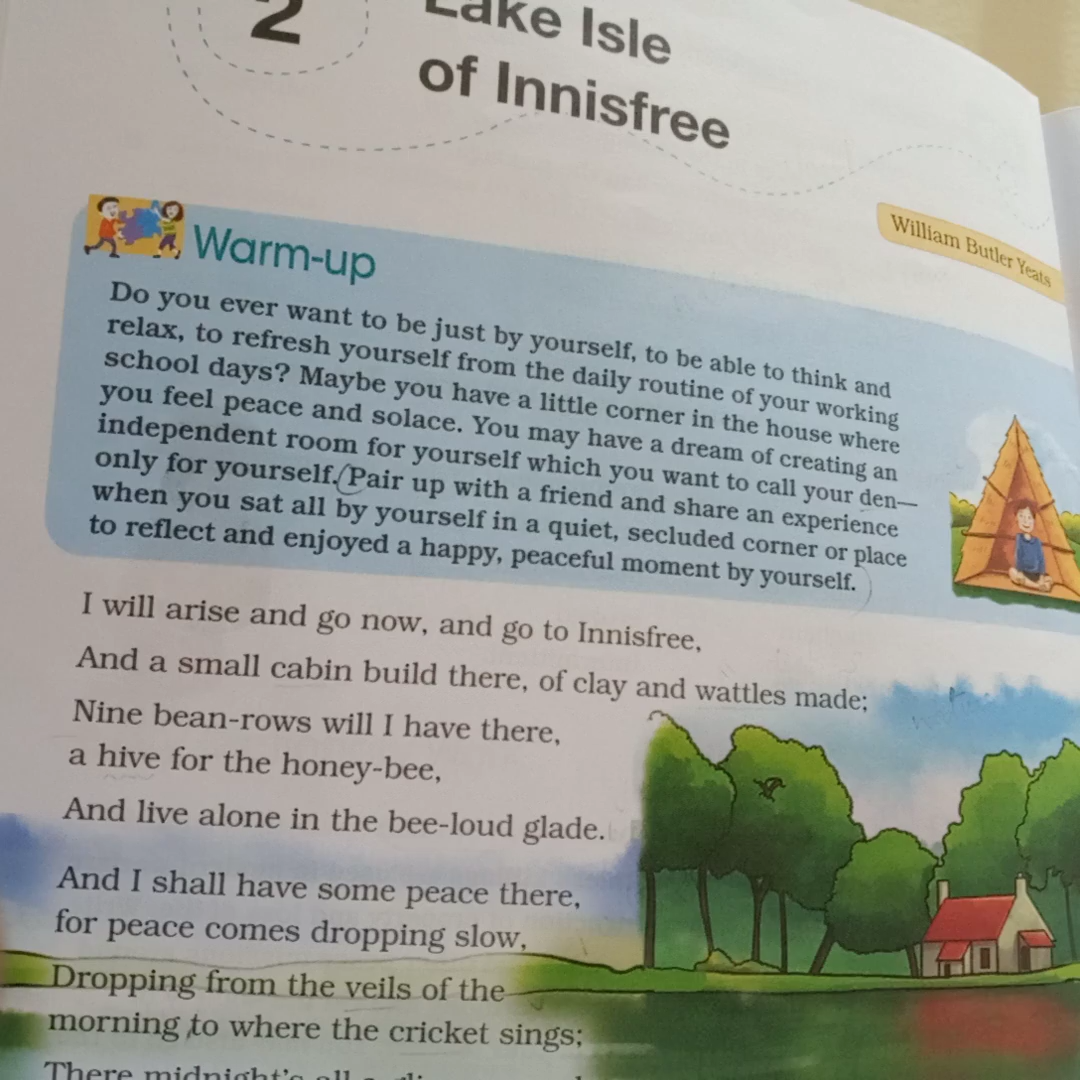 2
Lake Isle
of Innisfree
William Butler Yeats
Warm-up
Do you ever want to be just by yourself, to be able to think and
relax, to refresh yourself from the daily routine of your working
school days? Maybe you have a little corner in the house where
you feel peace and solace. You may have a dream of creating an
independent room for yourself which you want to call your den—
only for yourself. Pair up with a friend and share an experience
when you sat all by yourself in a quiet, secluded corner or place
to reflect and enjoyed a happy, peaceful moment by yourself.
I will arise and go now, and go to Innisfree,
And a small cabin build there, of clay and wattles made;
Nine bean-rows will I have there,
a hive for the honey-bee,
And live alone in the bee-loud glade.
And I shall have some peace there,
for peace comes dropping slow,
Dropping from the veils of the
morning to where the cricket sings;
There midnight's all a